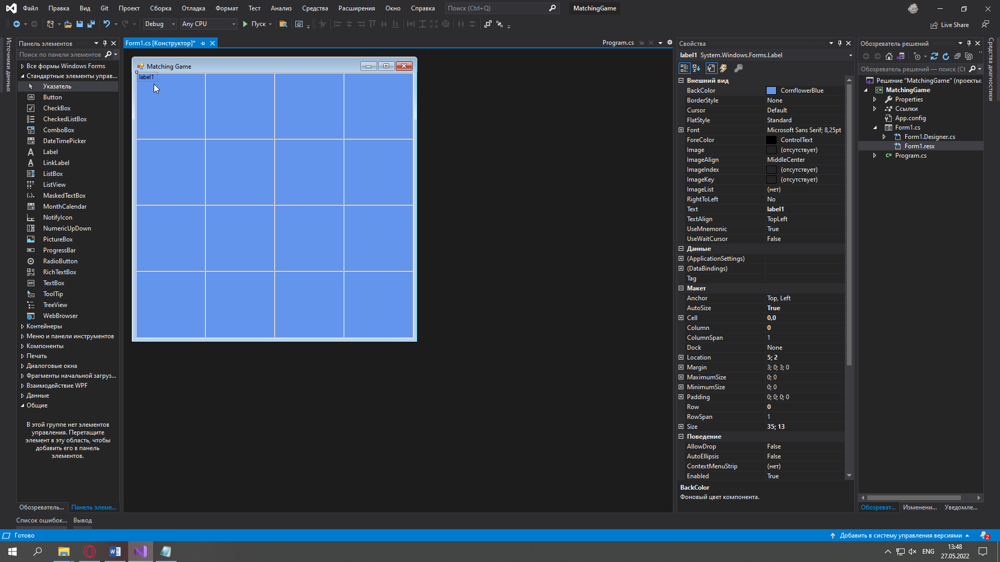 Файл Правка Вид Git Проект Сборка Отладка Формат Тест Анализ Средства Расширения Окно Справка Поиск (Ctrl+Q) MatchingGame
Debug Any CPU Пуск Live Share
Источники данных
Панель элементов
Поиск по панели элементов
Все формы Windows Forms
Стандартные элементы управ...
Указатель
Button
CheckBox
CheckedListBox
ComboBox
DateTimePicker
Label
LinkLabel
ListBox
ListView
MaskedTextBox
MonthCalendar
NotifyIcon
NumericUpDown
PictureBox
ProgressBar
RadioButton
RichTextBox
TextBox
ToolTip
TreeView
WebBrowser
Контейнеры
Меню и панели инструментов
Компоненты
Печать
Диалоговые окна
Фрагменты начальной загруз...
Взаимодействие WPF
Данные
Общие
В этой группе нет элементов
управления. Перетащите
элемент в эту область, чтобы
добавить его в панель
элементов.
Обозреватель... Панель элеме...
Form1.cs [Конструктор]* Program.cs
Matching Game
label1
Свойства
label1 System.Windows.Forms.Label
Внешний вид
BackColor CornflowerBlue
BorderStyle None
Cursor Default
FlatStyle Standard
Font Microsoft Sans Serif; 8,25pt
ForeColor ControlText
Image (отсутствует)
ImageAlign MiddleCenter
ImageIndex (отсутствует)
ImageKey (отсутствует)
ImageList (нет)
RightToLeft No
Text label1
TextAlign TopLeft
UseMnemonic True
UseWaitCursor False
Данные
(ApplicationSettings)
(DataBindings)
Tag
Макет
Anchor Top, Left
AutoSize True
Cell 0,0
Column 0
ColumnSpan 1
Dock None
Location 5; 2
Margin 3; 0; 3; 0
MaximumSize 0; 0
MinimumSize 0; 0
Padding 0; 0; 0; 0
Row 0
RowSpan 1
Size 35; 13
Поведение
AllowDrop False
AutoEllipsis False
ContextMenuStrip (нет)
Enabled True
BackColor
Фоновый цвет компонента.
Обозреватель решений
Обозреватель решений — поиск (Ct
Решение "MatchingGame" (проекты:
MatchingGame
Properties
Ссылки
App.config
Form1.cs
Form1.Designer.cs
Form1.resx
Program.cs
Обозреват... Изменени... Уведомле...
Средства диагностики
Список ошибок... Вывод
Готово Добавить в систему управления версиями 2
ENG 13:48
27.05.2022